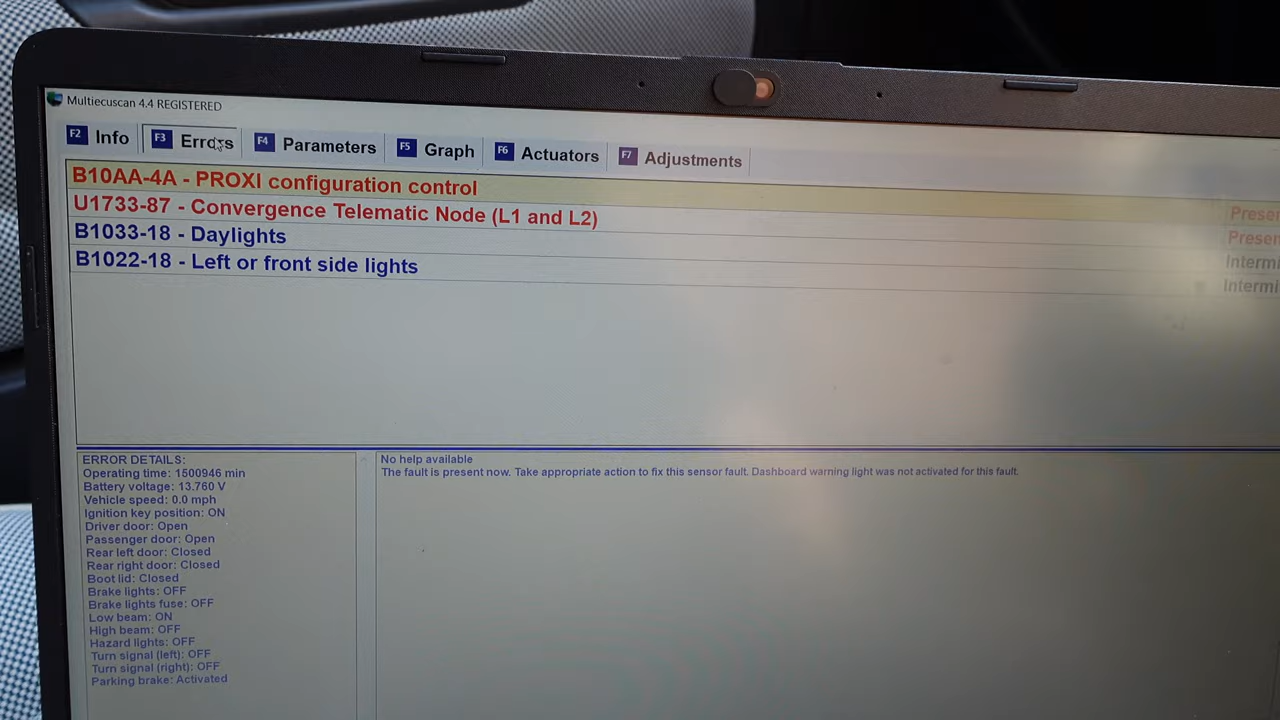 Multiecuscan 4.4 REGISTERED
F2 Info F3 Errors F4 Parameters F5 Graph F6 Actuators F7 Adjustments
B10AA-4A - PROXI configuration control
U1733-87 - Convergence Telematic Node (L1 and L2) Presen
B1033-18 - Daylights Presen
B1022-18 - Left or front side lights Interm
Intermi
ERROR DETAILS:
Operating time: 1500946 min
Battery voltage: 13.760 V
Vehicle speed: 0.0 mph
Ignition key position: ON
Driver door: Open
Passenger door: Open
Rear left door: Closed
Rear right door: Closed
Boot lid: Closed
Brake lights: OFF
Brake lights fuse: OFF
Low beam: ON
High beam: OFF
Hazard lights: OFF
Turn signal (left): OFF
Turn signal (right): OFF
Parking brake: Activated
No help available
The fault is present now. Take appropriate action to fix this sensor fault. Dashboard warning light was not activated for this fault.